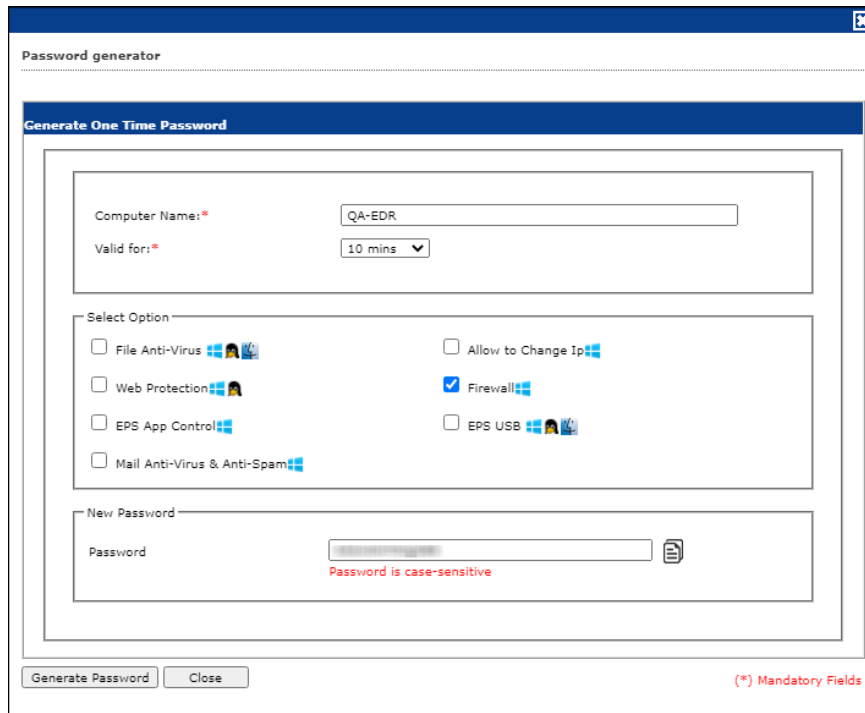 Password generator
Generate One Time Password
Computer Name:* QA-EDR
Valid for:* 10 mins
Select Option
File Anti-Virus Allow to Change Ip
Web Protection Firewall
EPS App Control EPS USB
Mail Anti-Virus & Anti-Spam
New Password
Password
Password is case-sensitive
Generate Password Close (*) Mandatory Fields